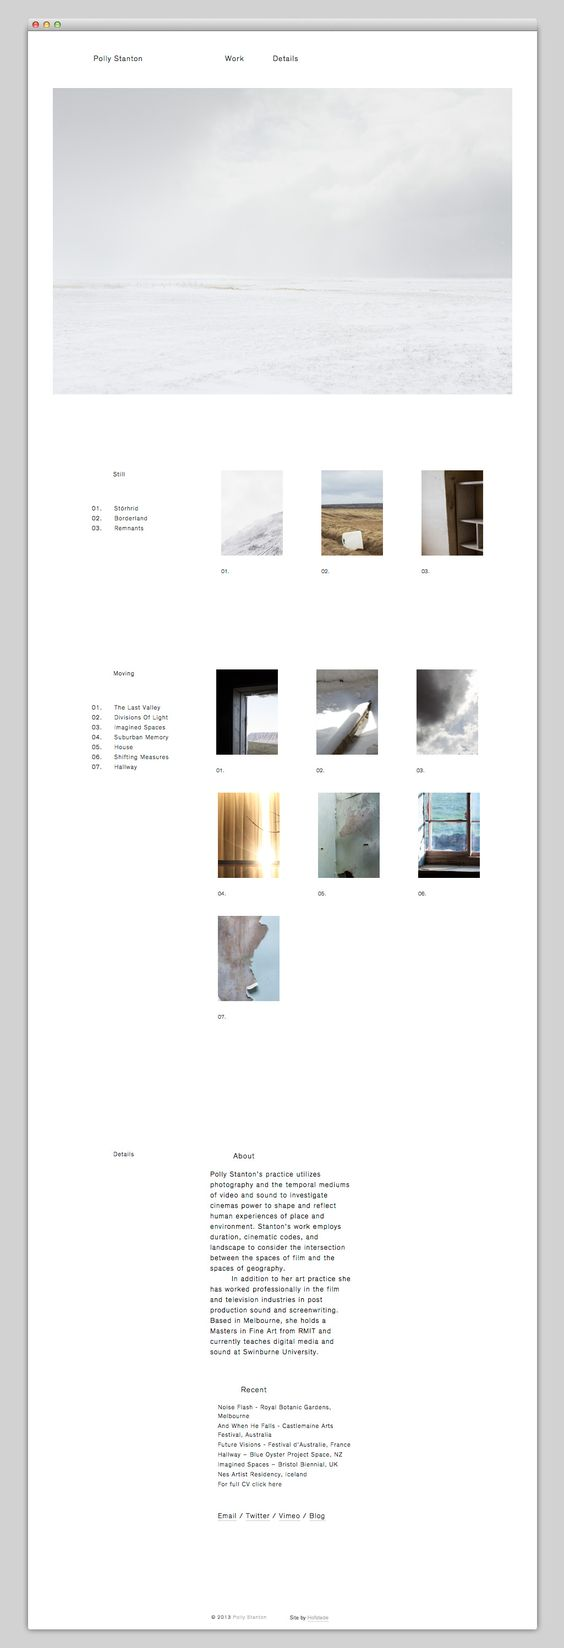 Polly Stanton Work Details
Still
01. Stórhríð
02. Borderland
03. Remnants
01. 02. 03.
Moving
01. The Last Valley
02. Divisions Of Light
03. Imagined Spaces
04. Suburban Memory
05. House
06. Shifting Measures
07. Hallway
01. 02. 03.
04. 05. 06.
07.
Details
About
Polly Stanton's practice utilizes
photography and the temporal mediums
of video and sound to investigate
cinemas power to shape and reflect
human experiences of place and
environment. Stanton's work employs
duration, cinematic codes, and
landscape to consider the intersection
between the spaces of film and the
spaces of geography.
In addition to her art practice she
has worked professionally in the film
and television industries in post
production sound and screenwriting.
Based in Melbourne, she holds a
Masters in Fine Art from RMIT and
currently teaches digital media and
sound at Swinburne University.
Recent
Noise Flash - Royal Botanic Gardens,
Melbourne
And When He Falls - Castlemaine Arts
Festival, Australia
Future Visions - Festival d'Australie, France
Hallway – Blue Oyster Project Space, NZ
Imagined Spaces – Bristol Biennial, UK
Nes Artist Residency, Iceland
For full CV click here
Email / Twitter / Vimeo / Blog
© 2013 Polly Stanton Site by